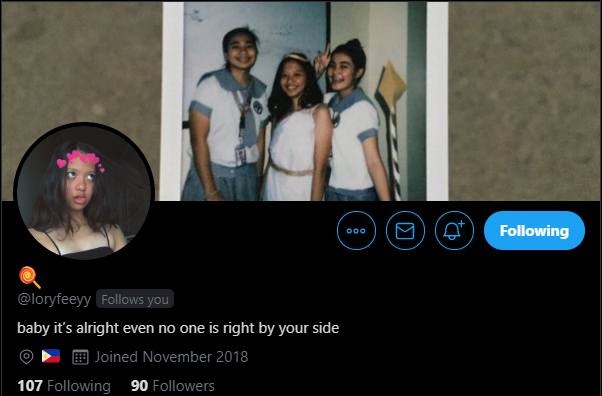 Following
@loryfeeyy Follows you
baby it’s alright even no one is right by your side
Joined November 2018
107 Following 90 Followers